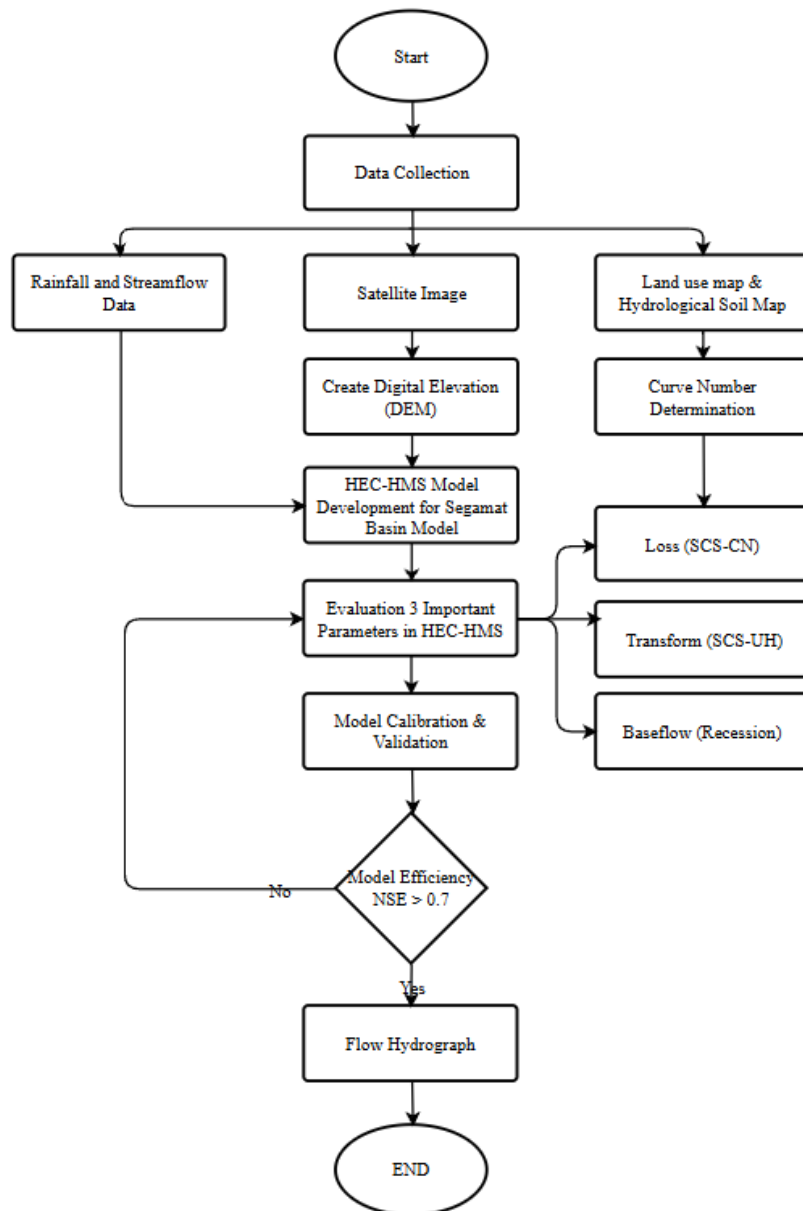 Start
Data Collection
Rainfall and Streamflow
Data
Satellite Image
Land use map &
Hydrological Soil Map
Create Digital Elevation
(DEM)
Curve Number
Determination
HEC-HMS Model
Development for Segamat
Basin Model
Loss (SCS-CN)
Evaluation 3 Important
Parameters in HEC-HMS
Transform (SCS-UH)
Model Calibration &
Validation
Baseflow (Recession)
Model Efficiency
NSE > 0.7
No
Yes
Flow Hydrograph
END